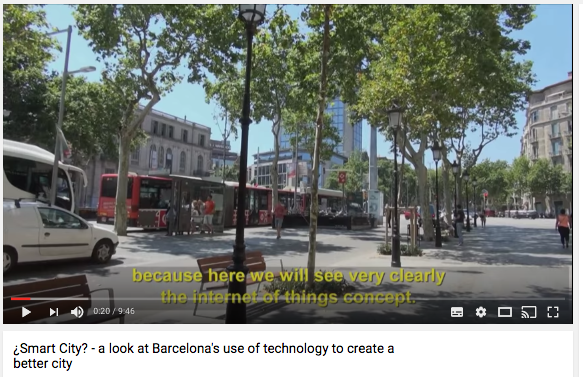 because here we will see very clearly
the internet of things concept.
0:20 / 9:46
¿Smart City? - a look at Barcelona's use of technology to create a
better city